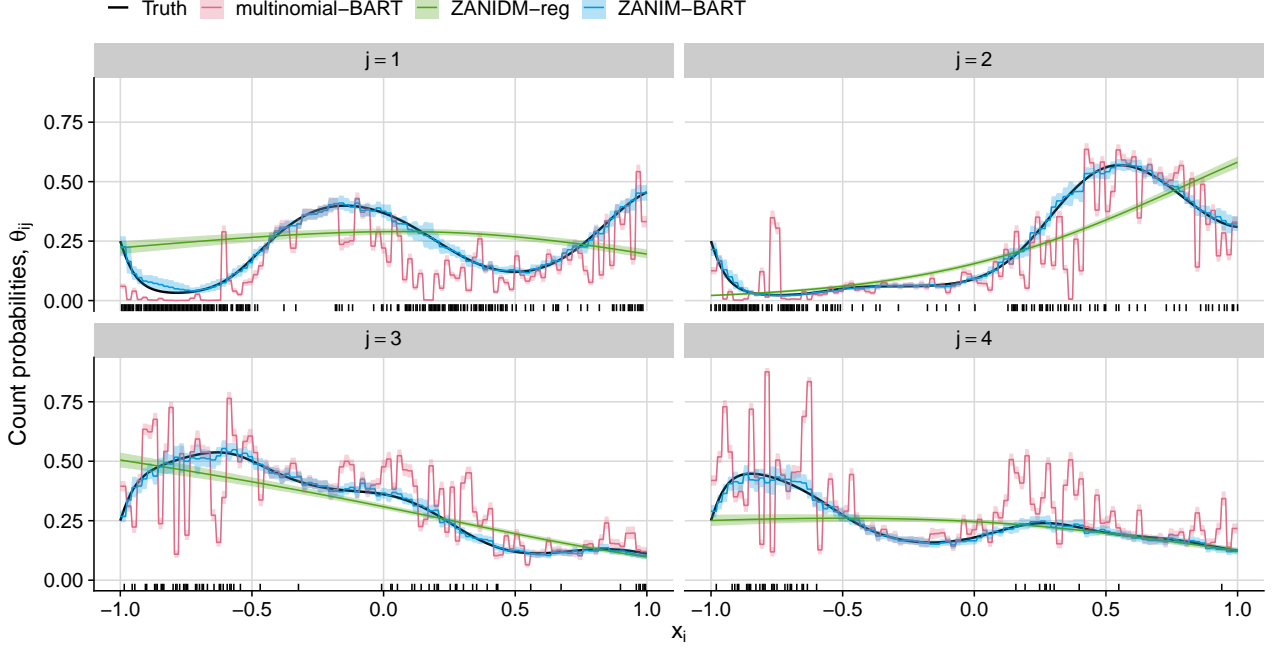 Truth multinomial−BART ZANIDM−reg ZANIM−BART
j = 1 j = 2
0.75
0.50
0.25
0.00
j = 3 j = 4
0.75
0.50
0.25
0.00
Count probabilities, θij
−1.0 −0.5 0.0 0.5 1.0 −1.0 −0.5 0.0 0.5 1.0
xi